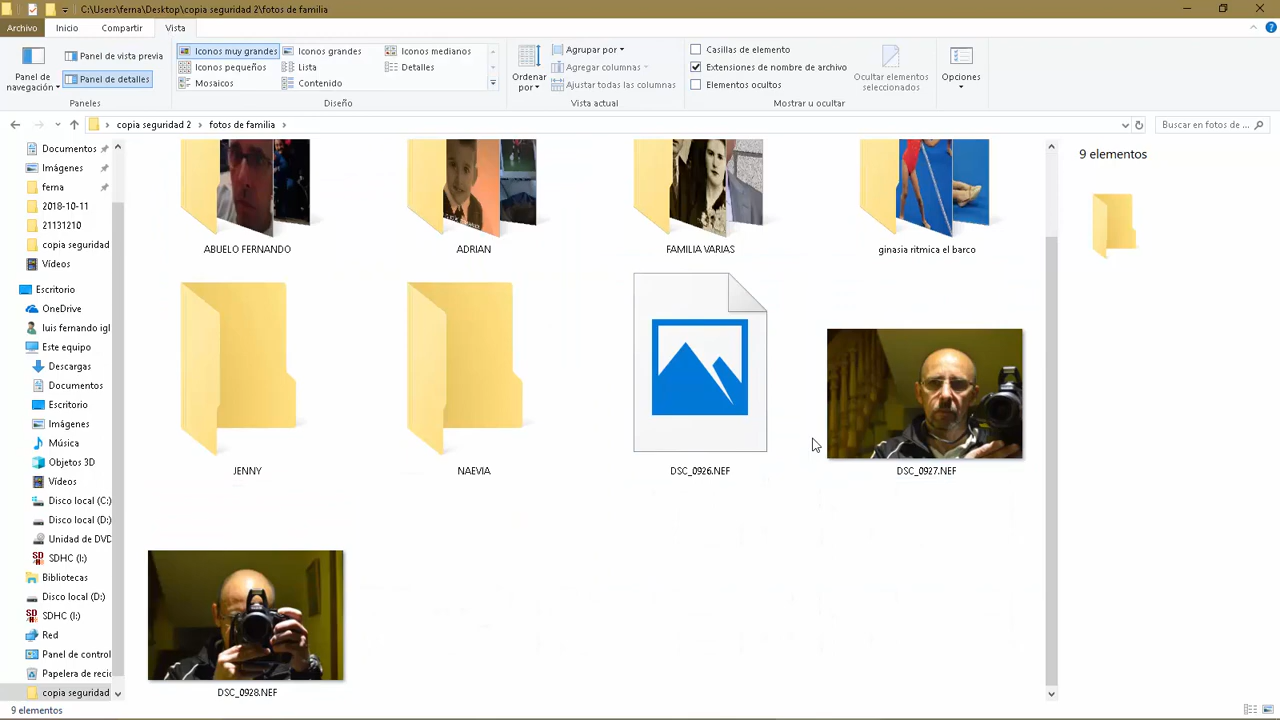 C:\Users\ferna\Desktop\copia seguridad 2\fotos de familia
Archivo Inicio Compartir Vista
Panel de navegación
Panel de vista previa
Panel de detalles
Paneles
Iconos muy grandes Iconos grandes Iconos medianos
Iconos pequeños Lista Detalles
Mosaicos Contenido
Diseño
Ordenar por
Agrupar por
Agregar columnas
Ajustar todas las columnas
Vista actual
Casillas de elemento
Extensiones de nombre de archivo
Elementos ocultos
Ocultar elementos seleccionados
Mostrar u ocultar
Opciones
copia seguridad 2 > fotos de familia >
Buscar en fotos de ...
Documentos
Imágenes
ferna
2018-10-11
21131210
copia seguridad
Vídeos
Escritorio
OneDrive
luis fernando igl
Este equipo
Descargas
Documentos
Escritorio
Imágenes
Música
Objetos 3D
Vídeos
Disco local (C:)
Disco local (D:)
Unidad de DVD
SDHC (I:)
Bibliotecas
Disco local (D:)
SDHC (I:)
Red
Panel de control
Papelera de reci
copia seguridad
ABUELO FERNANDO
ADRIAN
FAMILIA VARIAS
ginasia ritmica el barco
JENNY
NAEVIA
DSC_0926.NEF
DSC_0927.NEF
DSC_0928.NEF
9 elementos
9 elementos